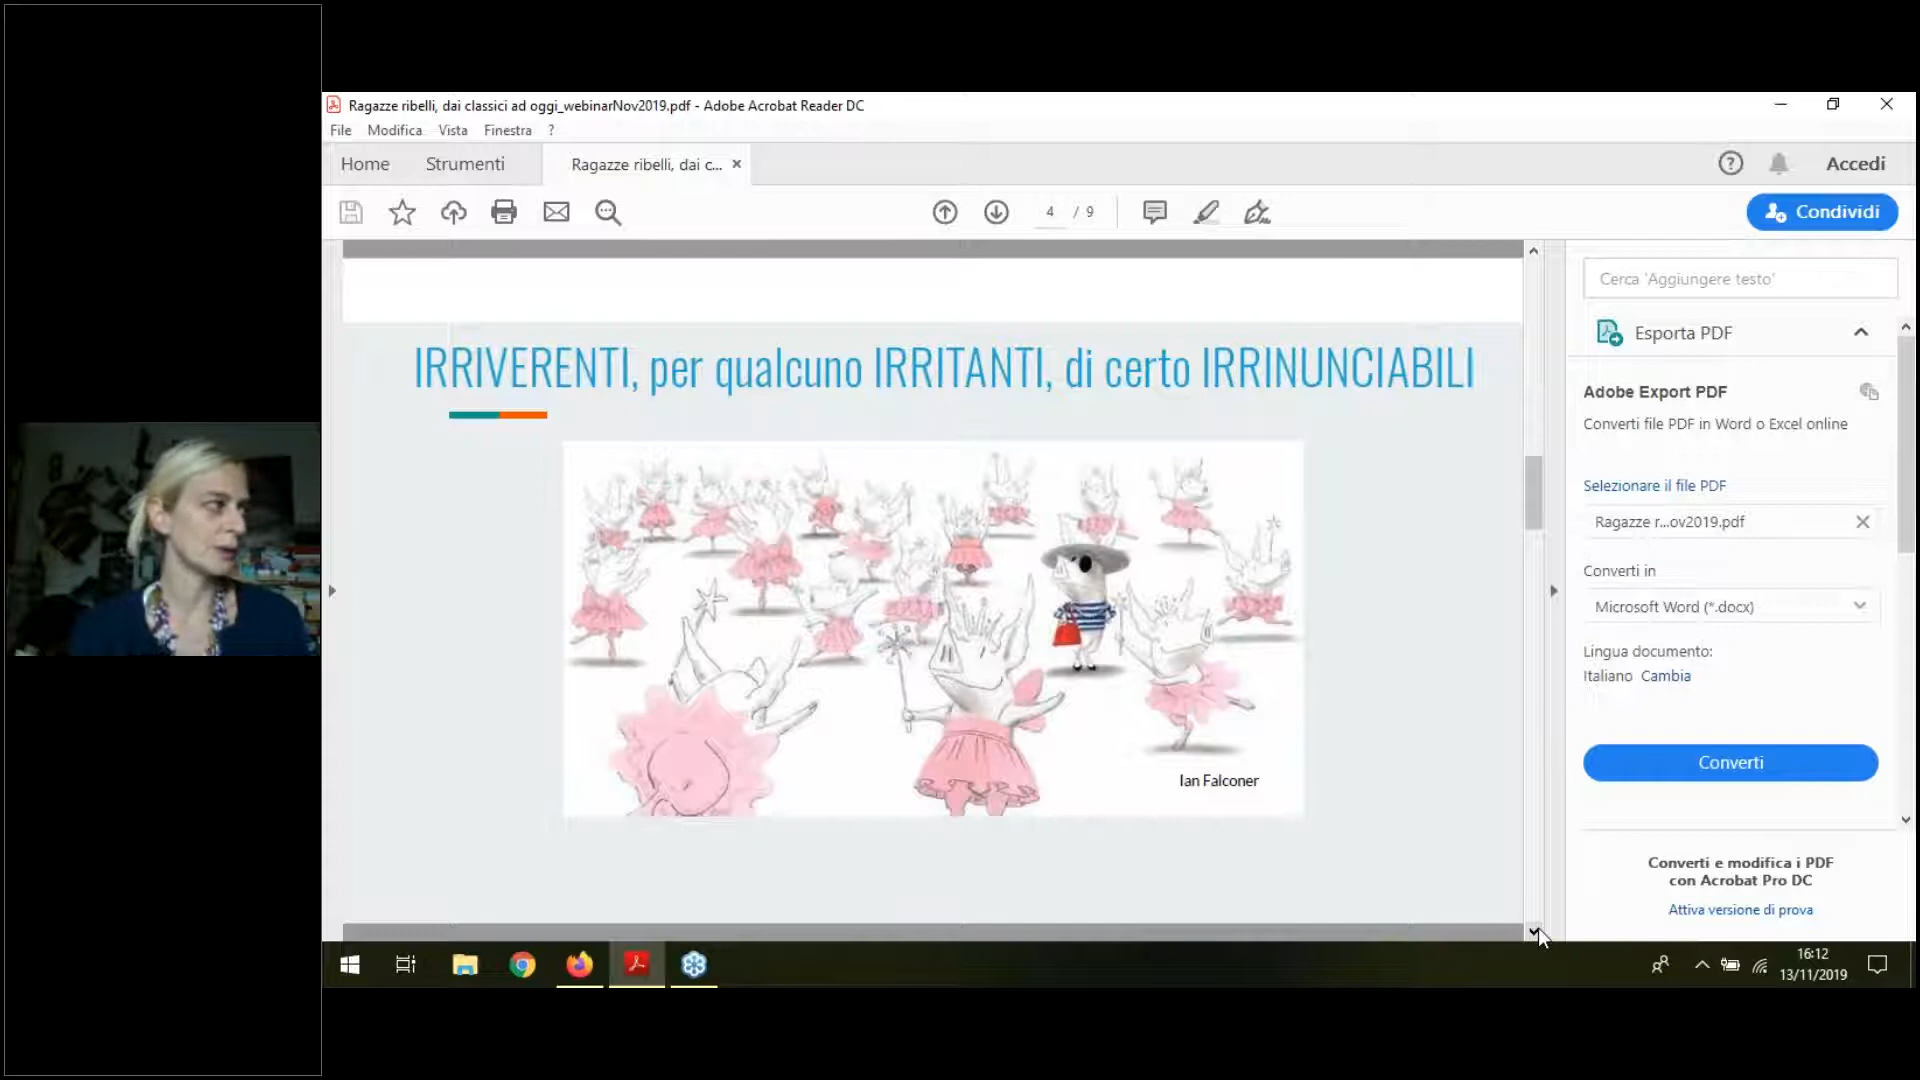 Ragazze ribelli, dai classici ad oggi_webinarNov2019.pdf - Adobe Acrobat Reader DC
File Modifica Vista Finestra ?
Home Strumenti Ragazze ribelli, dai c... Accedi
4 / 9 Condividi
Cerca 'Aggiungere testo'
Esporta PDF
IRRIVERENTI, per qualcuno IRRITANTI, di certo IRRINUNCIABILI
Adobe Export PDF
Converti file PDF in Word o Excel online
Selezionare il file PDF
Ragazze r...ov2019.pdf
Converti in
Microsoft Word (*.docx)
Lingua documento:
Italiano Cambia
Converti
Ian Falconer
Converti e modifica i PDF
con Acrobat Pro DC
Attiva versione di prova
16:12
13/11/2019